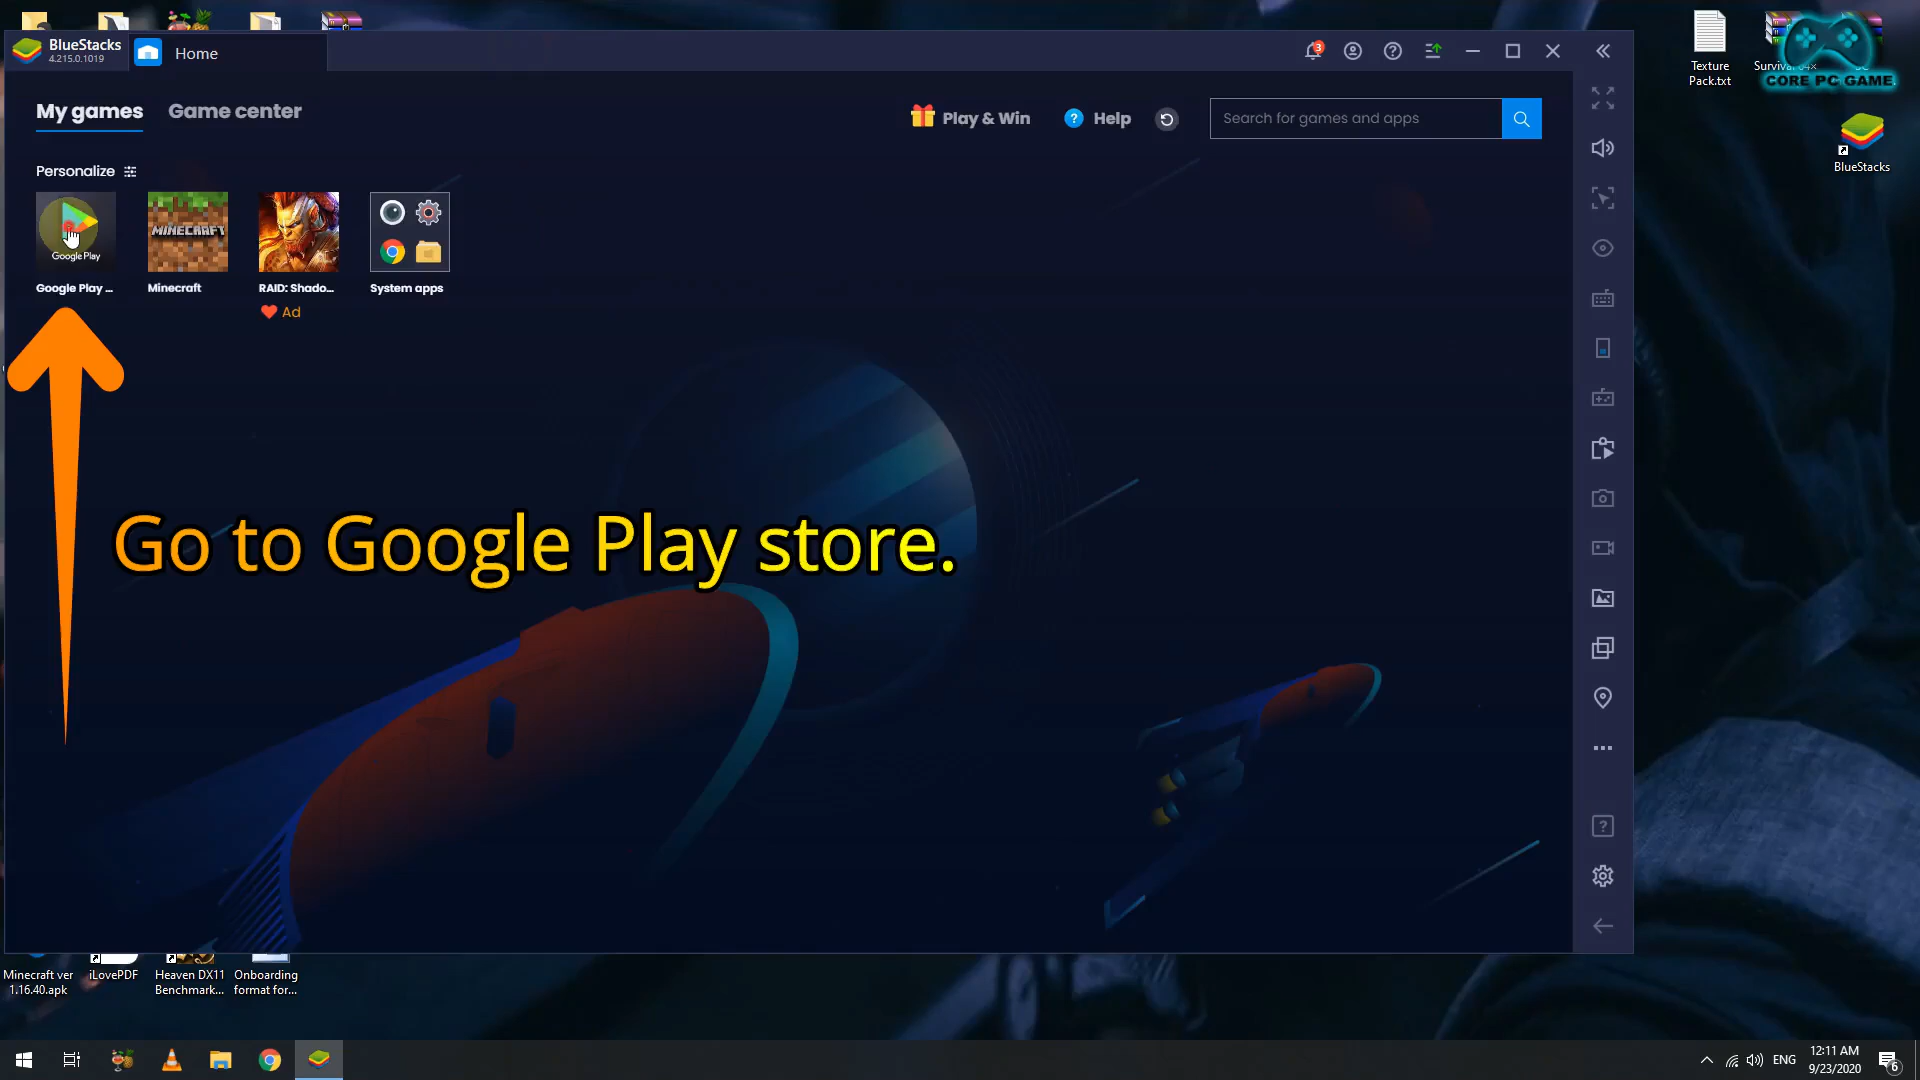 BlueStacks
4.215.0.1019
Home
3
Texture
Pack.txt
CORE PC GAME.
My games
Game center
Play & Win
Help
Search for games and apps
BlueStacks
Personalize
Google Play
MINECRAFT
Google Play ...
Minecraft
RAID: Shado...
System apps
Ad
Go to Google Play store.
Minecraft ver
1.16.40.apk
iLovePDF
Heaven DX11
Benchmark...
Onboarding
format for...
ENG
12:11 AM
9/23/2020
6